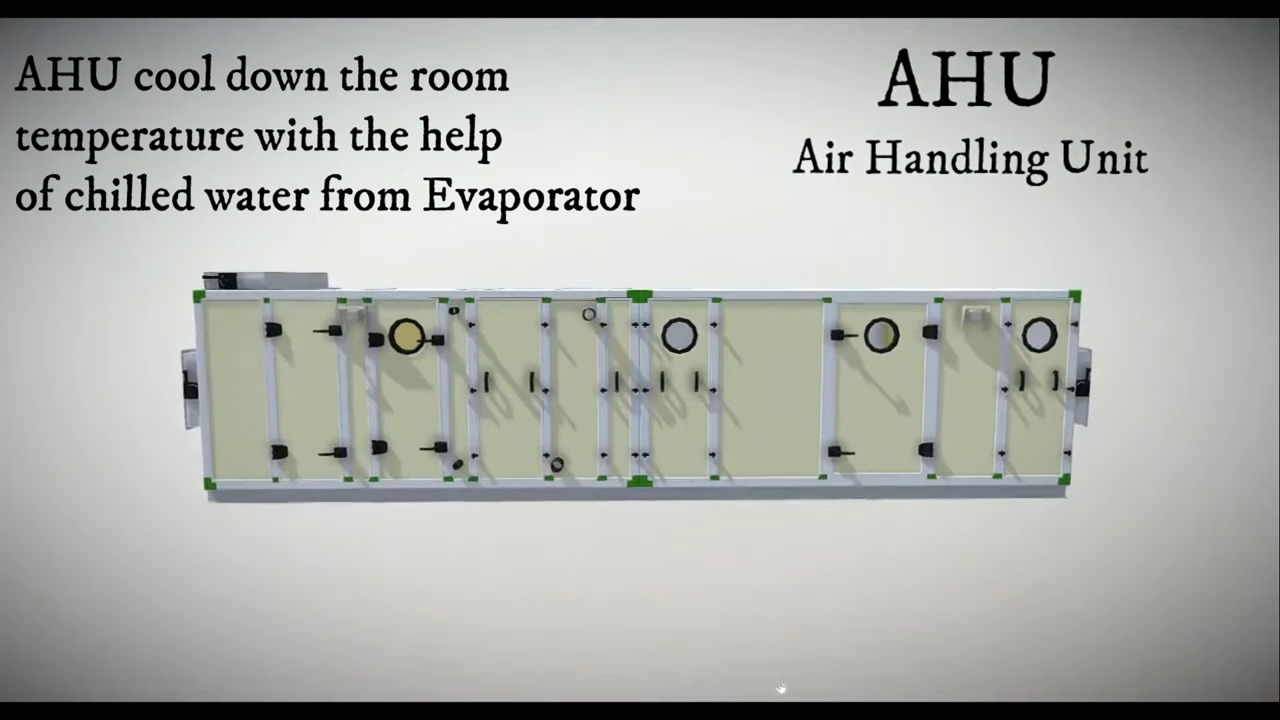 AHU cool down the room
temperature with the help
of chilled water from Evaporator
AHU
Air Handling Unit